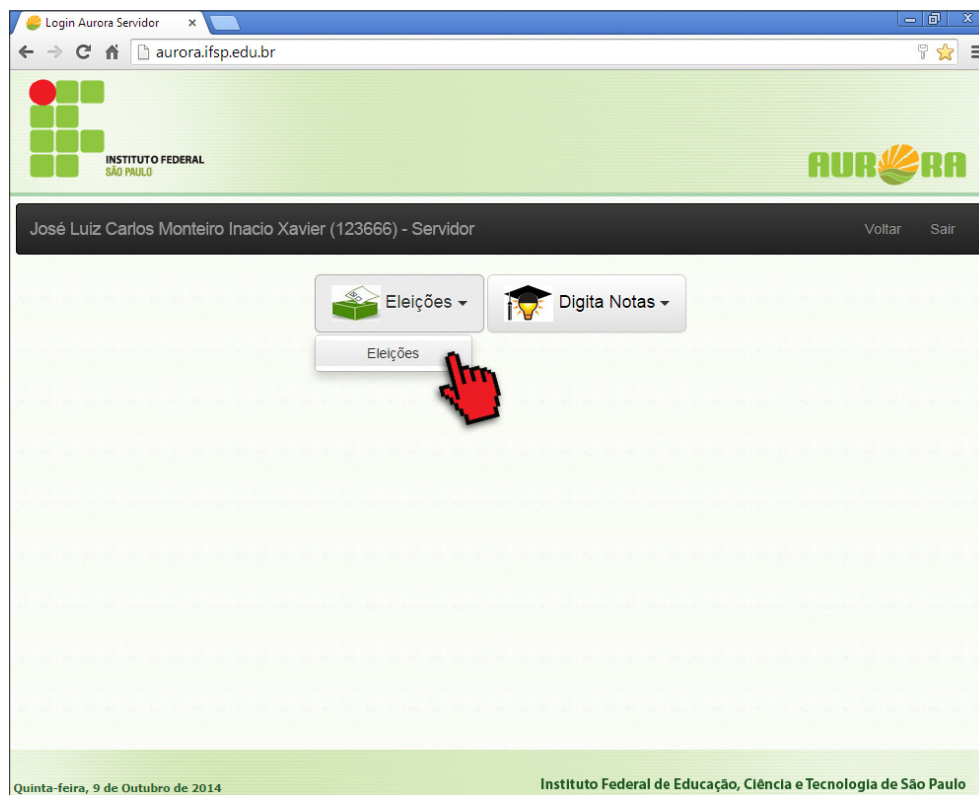 Login Aurora Servidor
aurora.ifsp.edu.br
INSTITUTO FEDERAL
SÃO PAULO
AURORA
José Luiz Carlos Monteiro Inacio Xavier (123666) - Servidor
Voltar Sair
Eleições Digita Notas
Eleições
Quinta-feira, 9 de Outubro de 2014 Instituto Federal de Educação, Ciência e Tecnologia de São Paulo